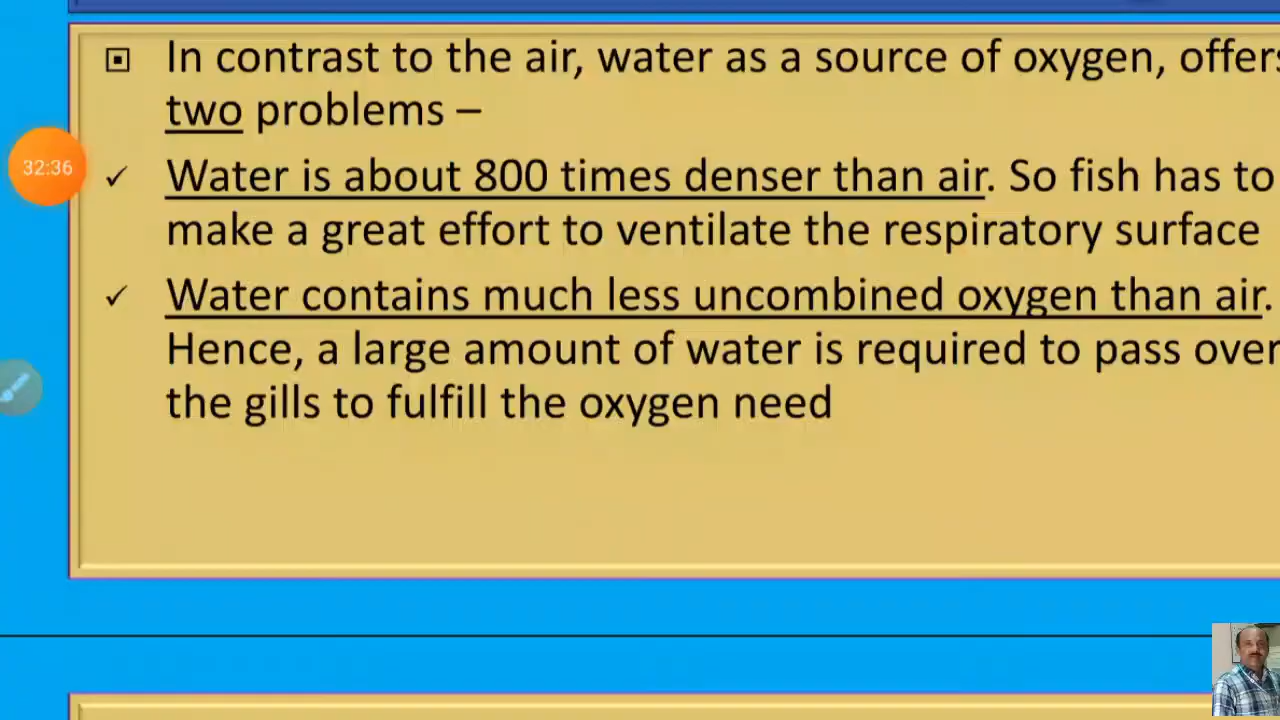 In contrast to the air, water as a source of oxygen, offers
two problems –
32:36
✓ Water is about 800 times denser than air. So fish has to
make a great effort to ventilate the respiratory surface
✓ Water contains much less uncombined oxygen than air.
Hence, a large amount of water is required to pass over
the gills to fulfill the oxygen need